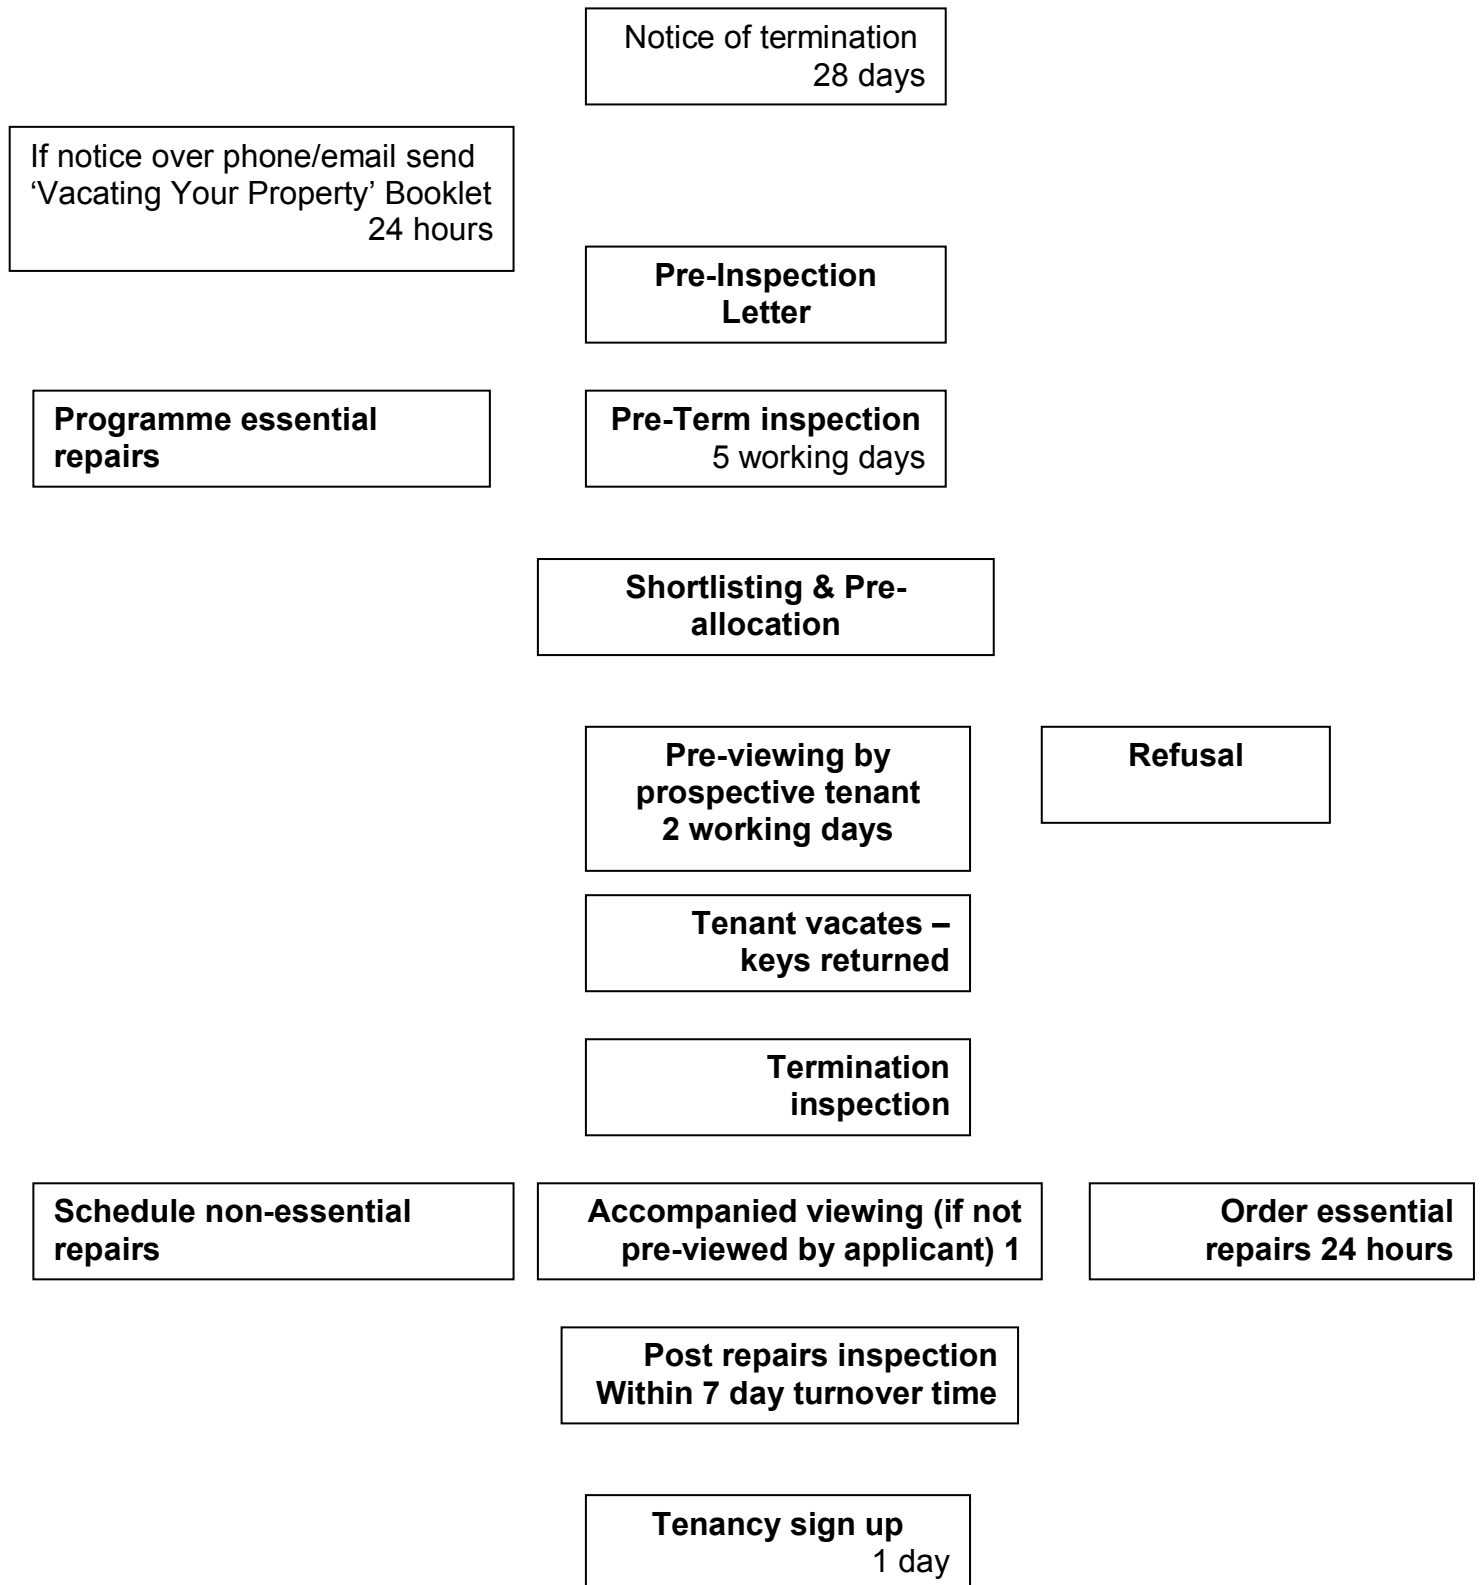 Notice of termination
28 days
If notice over phone/email send
‘Vacating Your Property’ Booklet
24 hours
Pre-Inspection
Letter
Programme essential
repairs
Pre-Term inspection
5 working days
Shortlisting & Pre-
allocation
Pre-viewing by
prospective tenant
2 working days
Refusal
Tenant vacates –
keys returned
Termination
inspection
Schedule non-essential
repairs
Accompanied viewing (if not
pre-viewed by applicant) 1
Order essential
repairs 24 hours
Post repairs inspection
Within 7 day turnover time
Tenancy sign up
1 day